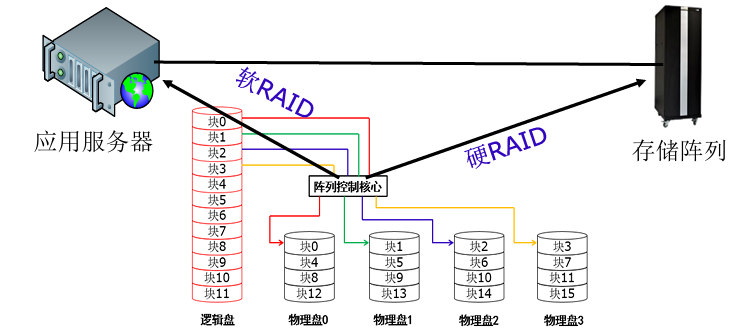 软RAID
硬RAID
应用服务器
存储阵列
阵列控制核心
块0
块1
块2
块3
块4
块5
块6
块7
块8
块9
块10
块11
逻辑盘
块0
块4
块8
块12
物理盘0
块1
块5
块9
块13
物理盘1
块2
块6
块10
块14
物理盘2
块3
块7
块11
块15
物理盘3